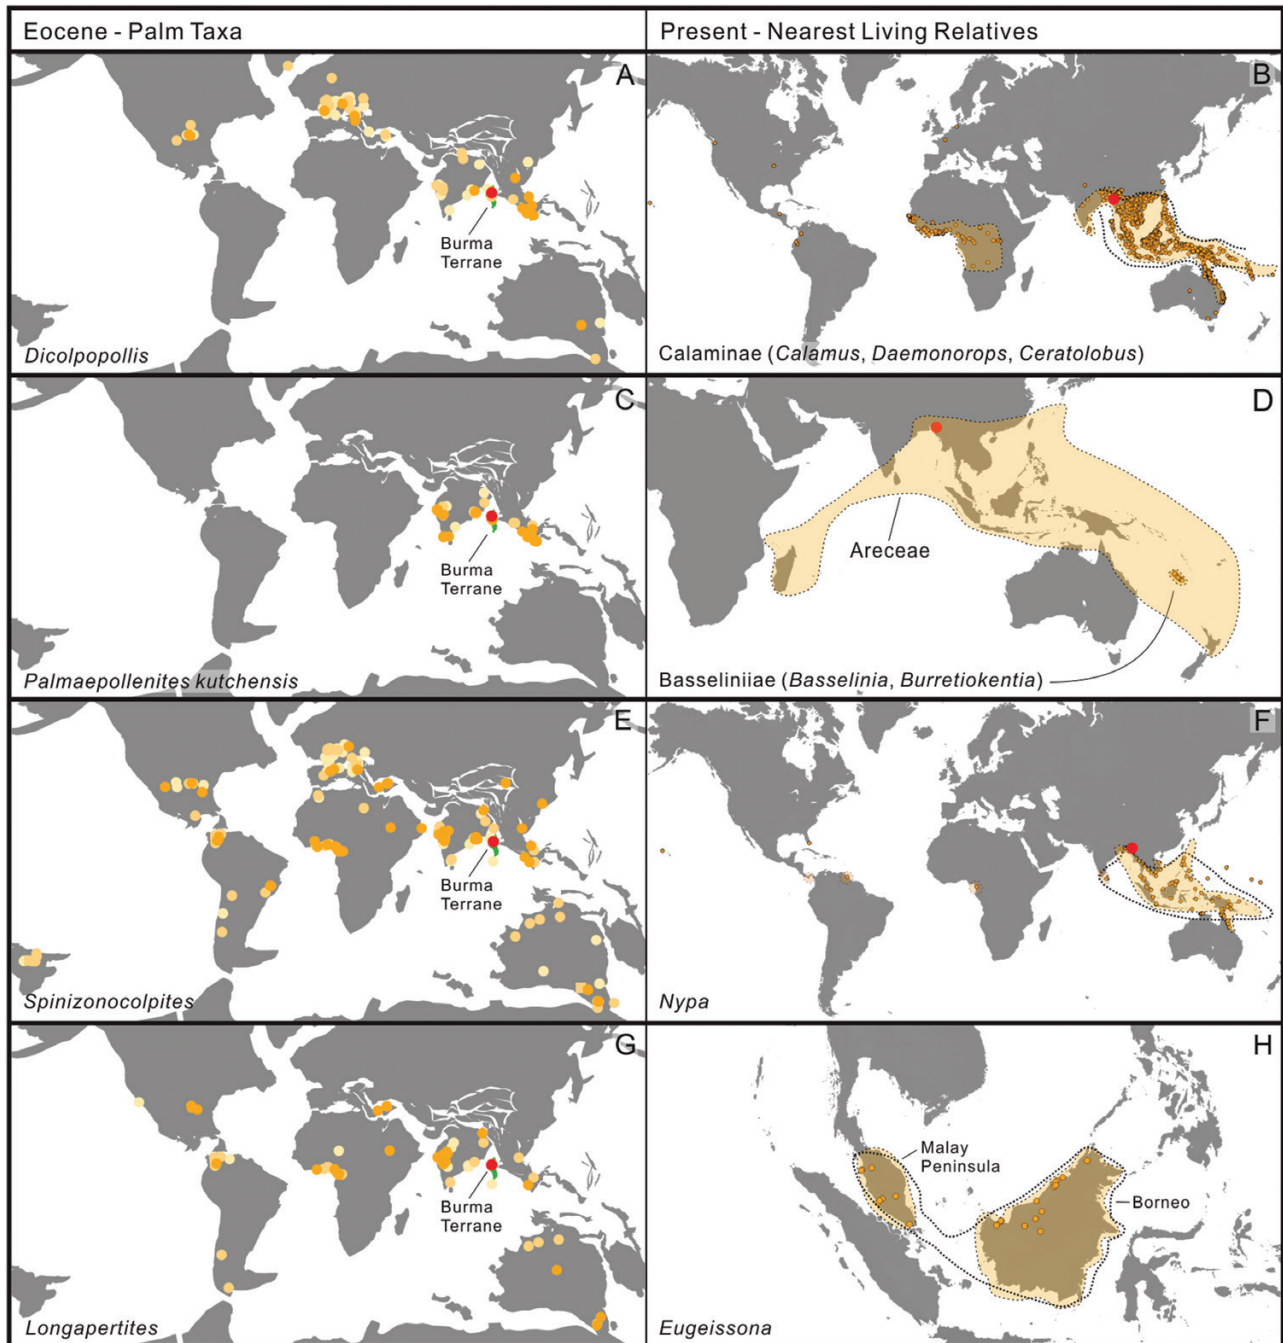 Eocene - Palm Taxa
Present - Nearest Living Relatives
A
Burma
Terrane
Dicolpopollis
B
Calaminae (Calamus, Daemonorops, Ceratolobus)
C
Burma
Terrane
Palmaepollenites kutchensis
D
Areceae
Basseliniiae (Basselinia, Burretiokentia)
E
Burma
Terrane
Spinizonocolpites
F
Nypa
G
Burma
Terrane
Longapertites
H
Malay
Peninsula
Borneo
Eugeissona